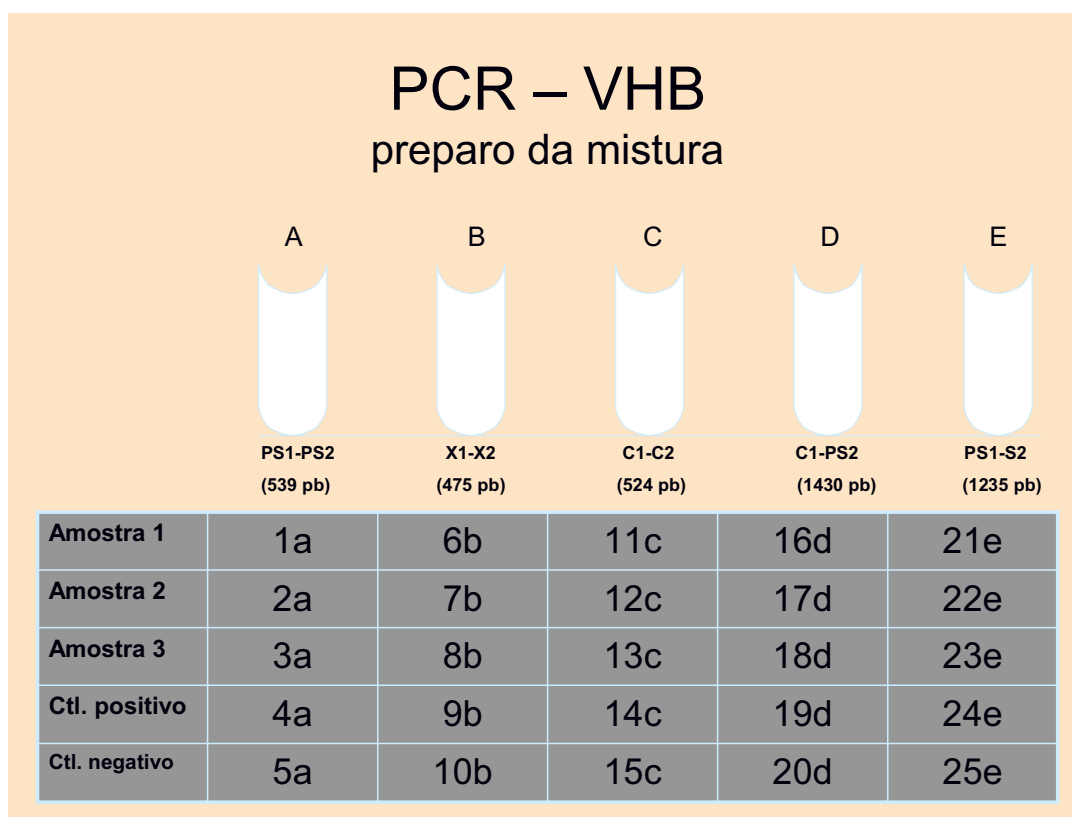 PCR – VHB
preparo da mistura
A B C D E
PS1-PS2 X1-X2 C1-C2 C1-PS2 PS1-S2
(539 pb) (475 pb) (524 pb) (1430 pb) (1235 pb)
Amostra 1 1a 6b 11c 16d 21e
Amostra 2 2a 7b 12c 17d 22e
Amostra 3 3a 8b 13c 18d 23e
Ctl. positivo 4a 9b 14c 19d 24e
Ctl. negativo 5a 10b 15c 20d 25e